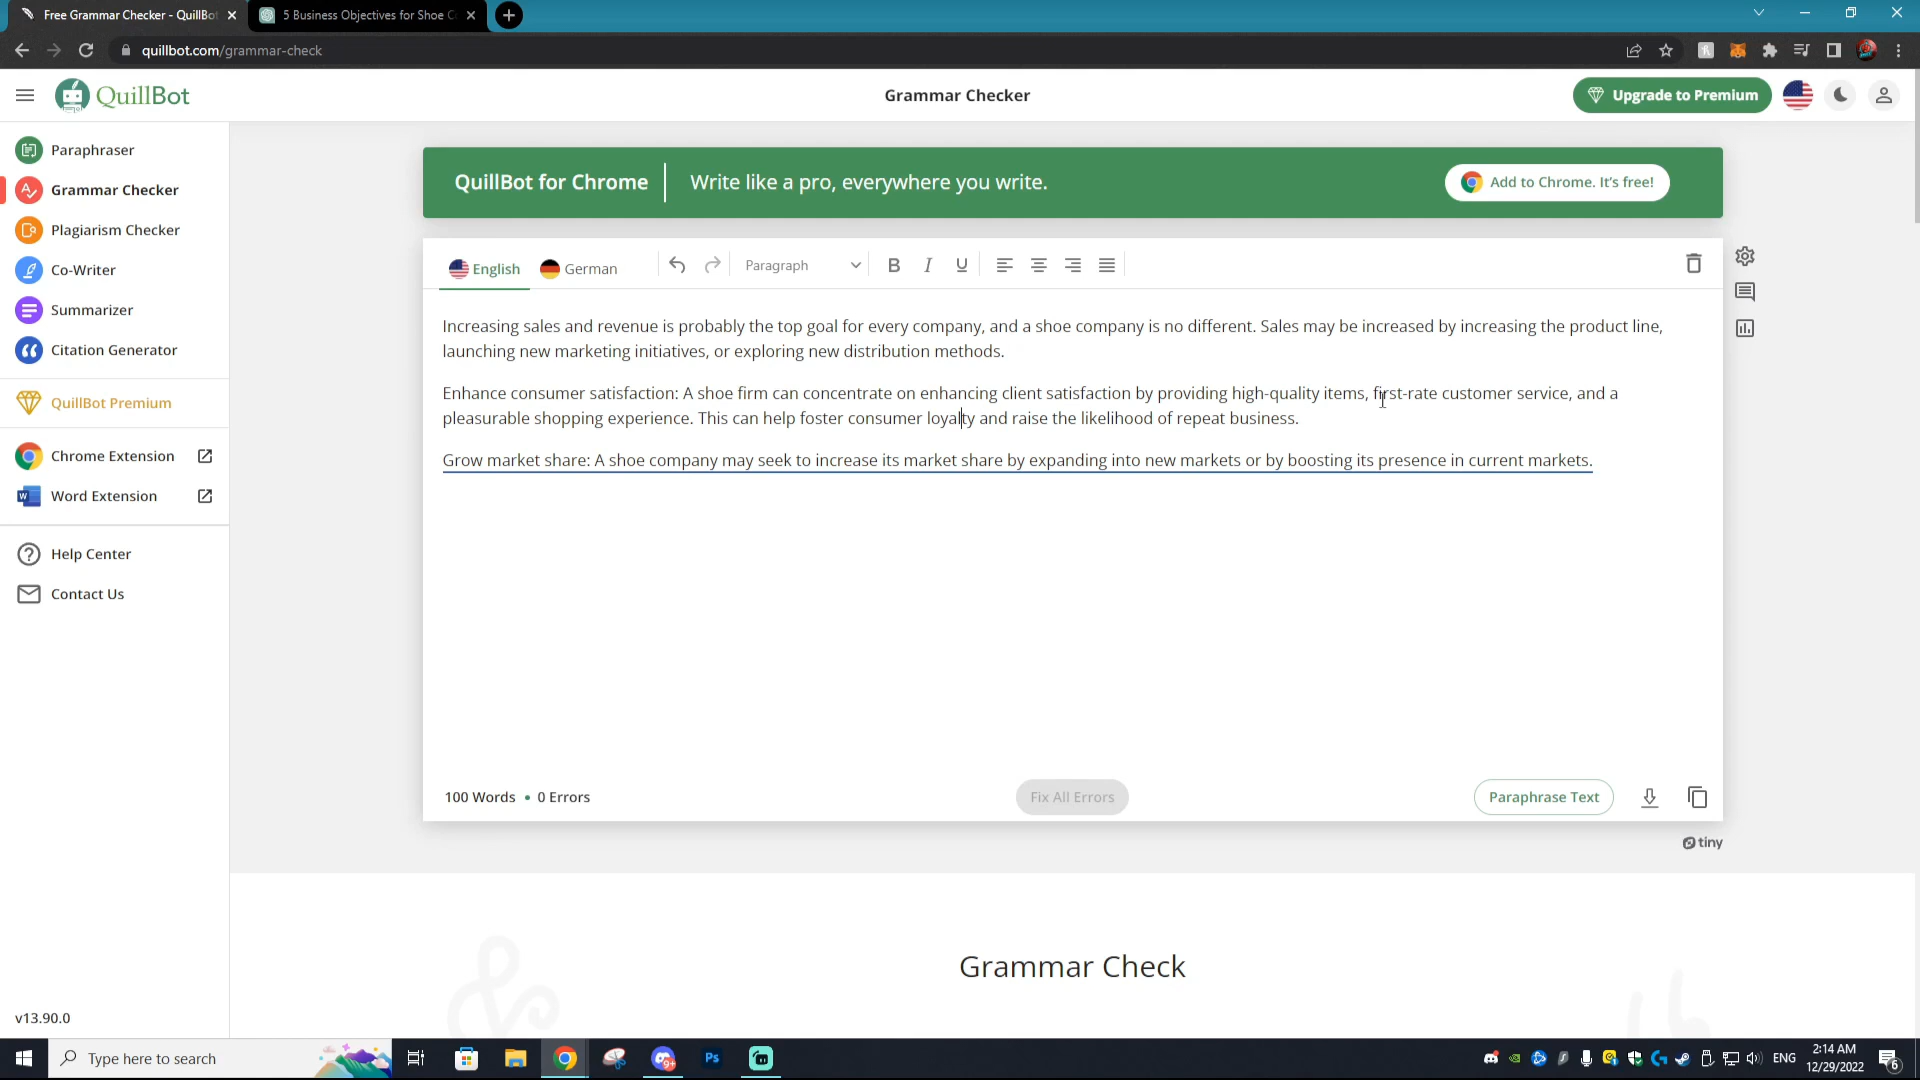 Free Grammar Checker - QuillBot
5 Business Objectives for Shoe C
quillbot.com/grammar-check
QuillBot
Grammar Checker
Upgrade to Premium
Paraphraser
Grammar Checker
Plagiarism Checker
Co-Writer
Summarizer
Citation Generator
QuillBot Premium
Chrome Extension
Word Extension
Help Center
Contact Us
v13.90.0
QuillBot for Chrome
Write like a pro, everywhere you write.
Add to Chrome. It's free!
English
German
Paragraph
B I U
Increasing sales and revenue is probably the top goal for every company, and a shoe company is no different. Sales may be increased by increasing the product line,
launching new marketing initiatives, or exploring new distribution methods.
Enhance consumer satisfaction: A shoe firm can concentrate on enhancing client satisfaction by providing high-quality items, first-rate customer service, and a
pleasurable shopping experience. This can help foster consumer loyalty and raise the likelihood of repeat business.
Grow market share: A shoe company may seek to increase its market share by expanding into new markets or by boosting its presence in current markets.
100 Words • 0 Errors
Fix All Errors
Paraphrase Text
tiny
Grammar Check
Type here to search
Ps
ENG
2:14 AM
12/29/2022
6